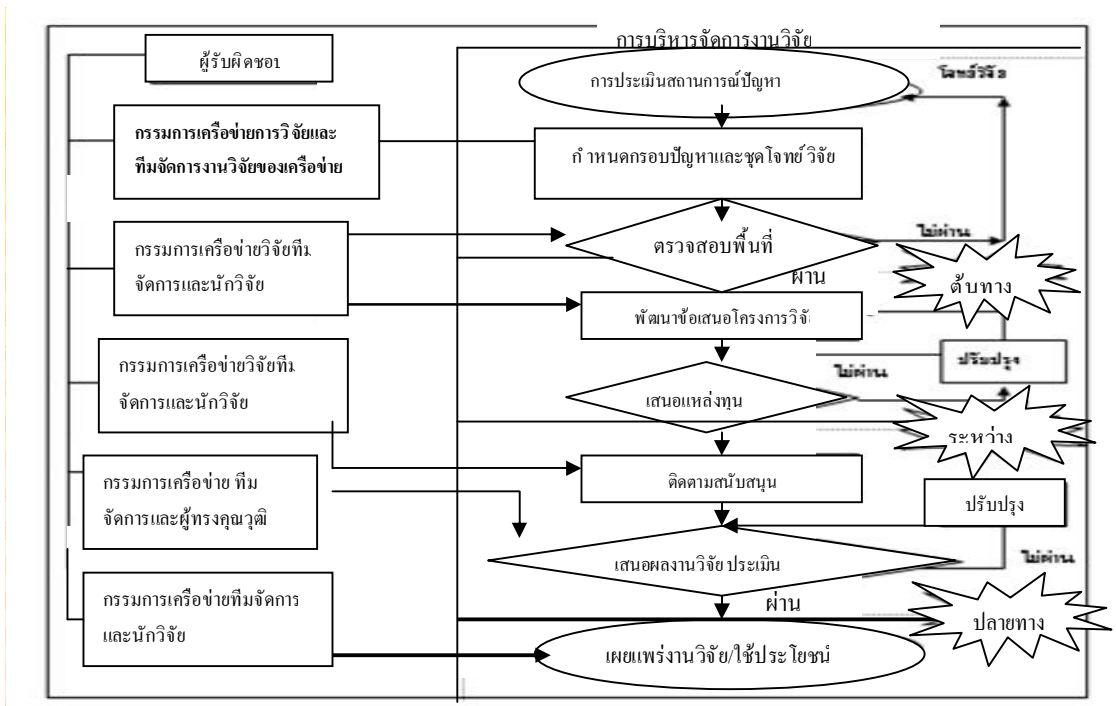 การบริหารจัดการงานวิจัย
ผู้รับผิดชอบ
การประเมินสถานการณ์ปัญหา
โจทย์วิจัย
กรรมการเครือข่ายการวิจัยและ
ทีมจัดการงานวิจัยของเครือข่าย
กำหนดกรอบปัญหาและชุดโจทย์วิจัย
กรรมการเครือข่ายวิจัยทีม
จัดการและนักวิจัย
ตรวจสอบพื้นที่
ไม่ผ่าน
ผ่าน
ต้นทาง
พัฒนาข้อเสนอโครงการวิจัย
กรรมการเครือข่ายวิจัยทีม
จัดการและนักวิจัย
เสนอแหล่งทุน
ไม่ผ่าน
ปรับปรุง
ระหว่าง
กรรมการเครือข่าย ทีม
จัดการและผู้ทรงคุณวุฒิ
ติดตามสนับสนุน
ปรับปรุง
เสนอผลงานวิจัย ประเมิน
ไม่ผ่าน
ผ่าน
ปลายทาง
กรรมการเครือข่ายทีมจัดการ
และนักวิจัย
เผยแพร่งานวิจัย/ใช้ประโยชน์